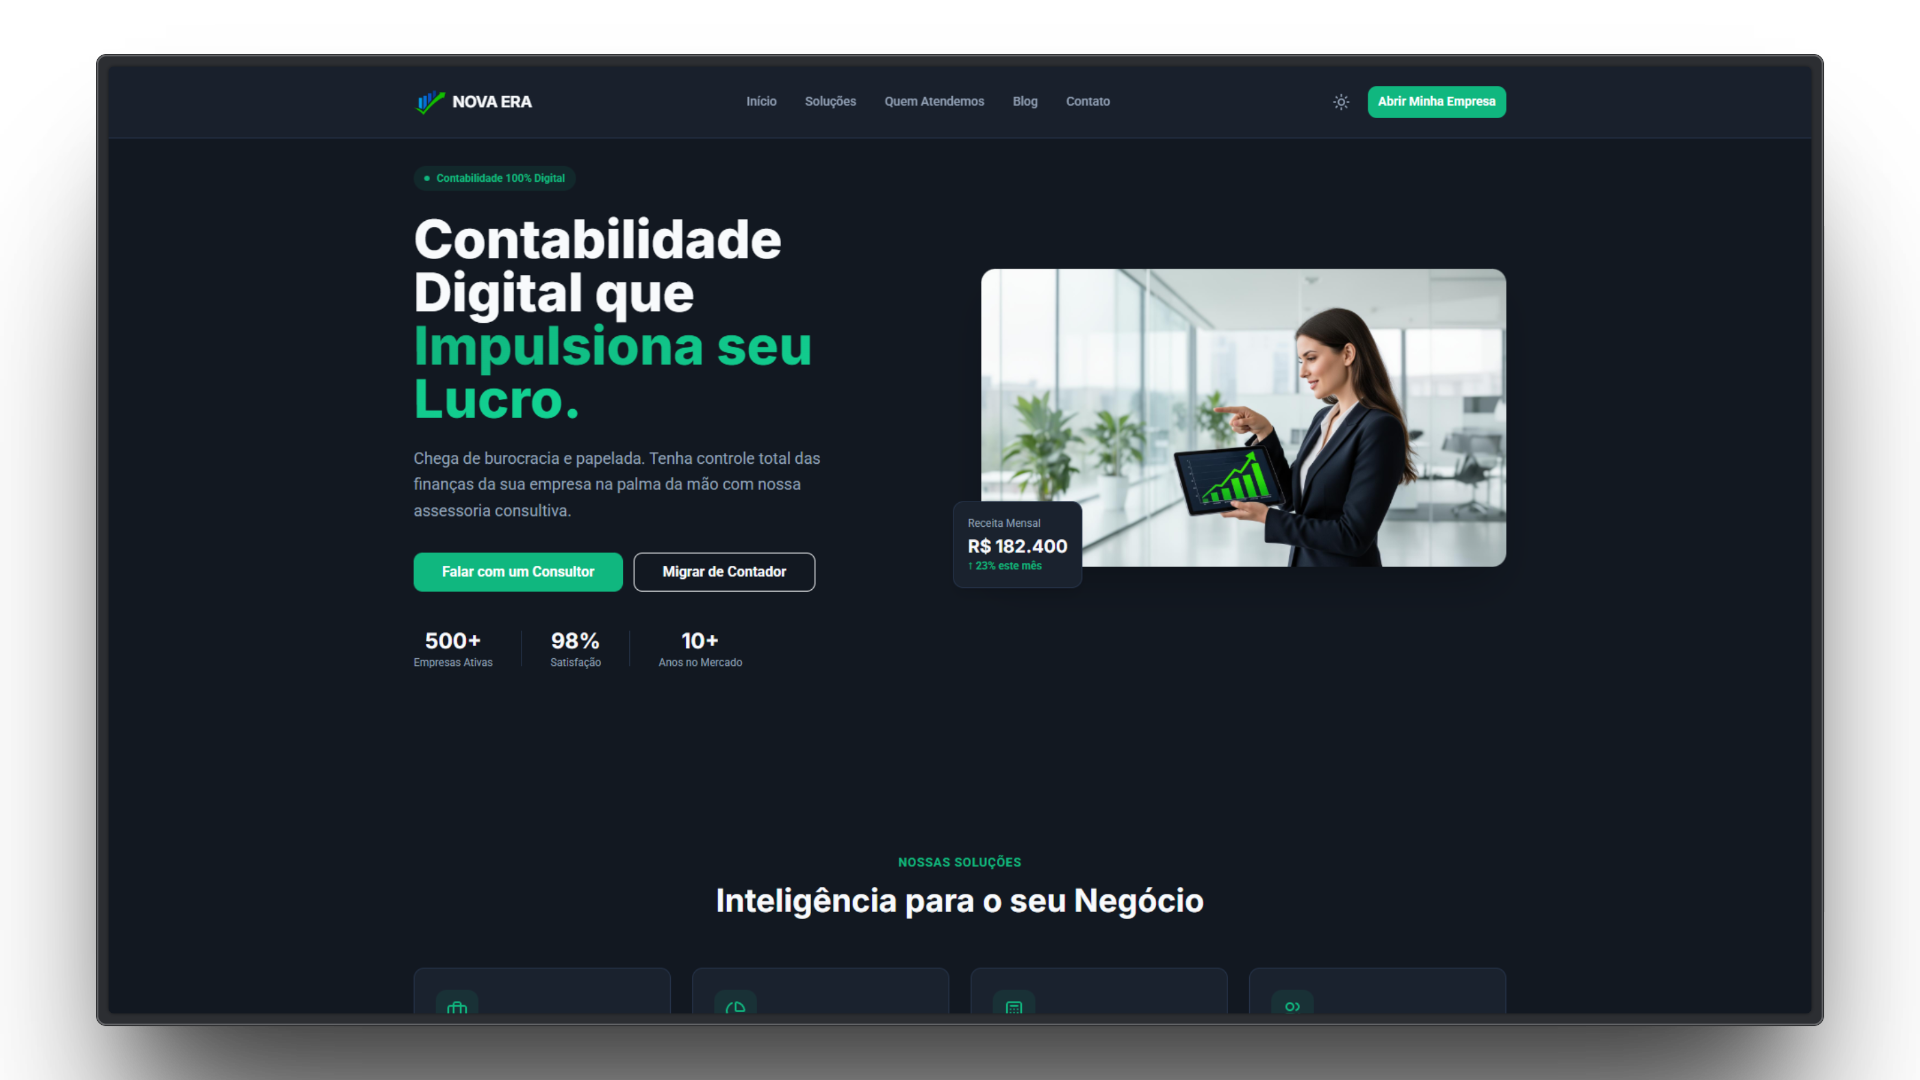 NOVA ERA
Início
Soluções
Quem Atendemos
Blog
Contato
Abrir Minha Empresa
Contabilidade 100% Digital
Contabilidade
Digital que
Impulsiona seu
Lucro.
Chega de burocracia e papelada. Tenha controle total das
finanças da sua empresa na palma da mão com nossa
assessoria consultiva.
Falar com um Consultor
Migrar de Contador
500+
Empresas Ativas
98%
Satisfação
10+
Anos no Mercado
Receita Mensal
R$ 182.400
↑ 23% este mês
NOSSAS SOLUÇÕES
Inteligência para o seu Negócio